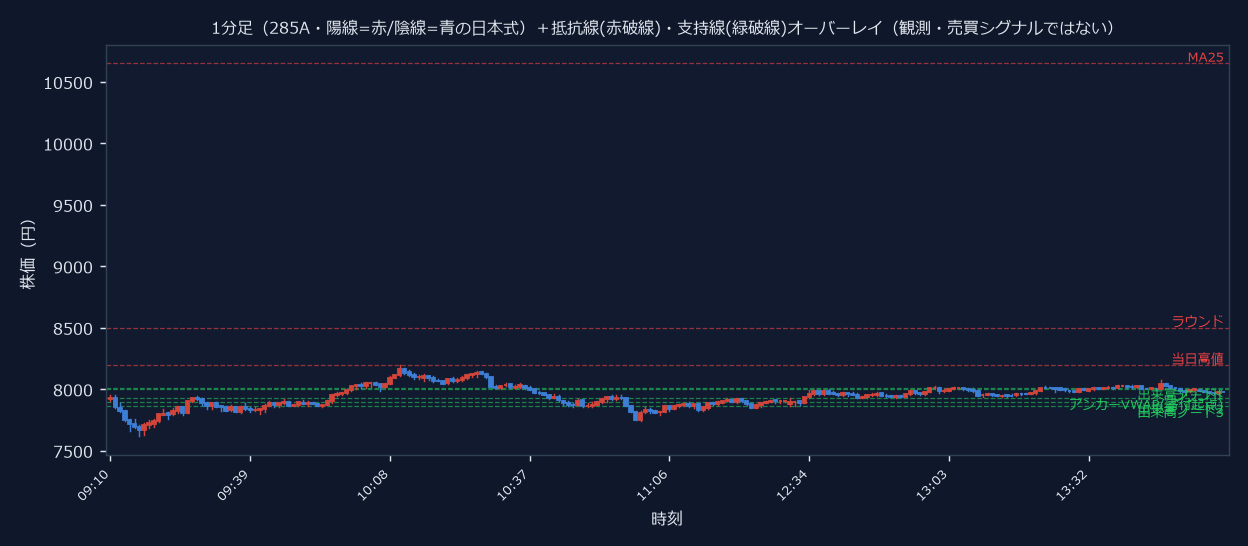 1分足（285A・陽線=赤/陰線=青の日本式）＋抵抗線(赤破線)・支持線(緑破線)オーバーレイ（観測・売買シグナルではない）
MA25
10500
10000
9500
9000
株価（円）
ラウンド
8500
当日高値
8000
出来高ノード3
7500
09:10
09:39
10:08
10:37
11:06
12:34
13:03
13:32
時刻